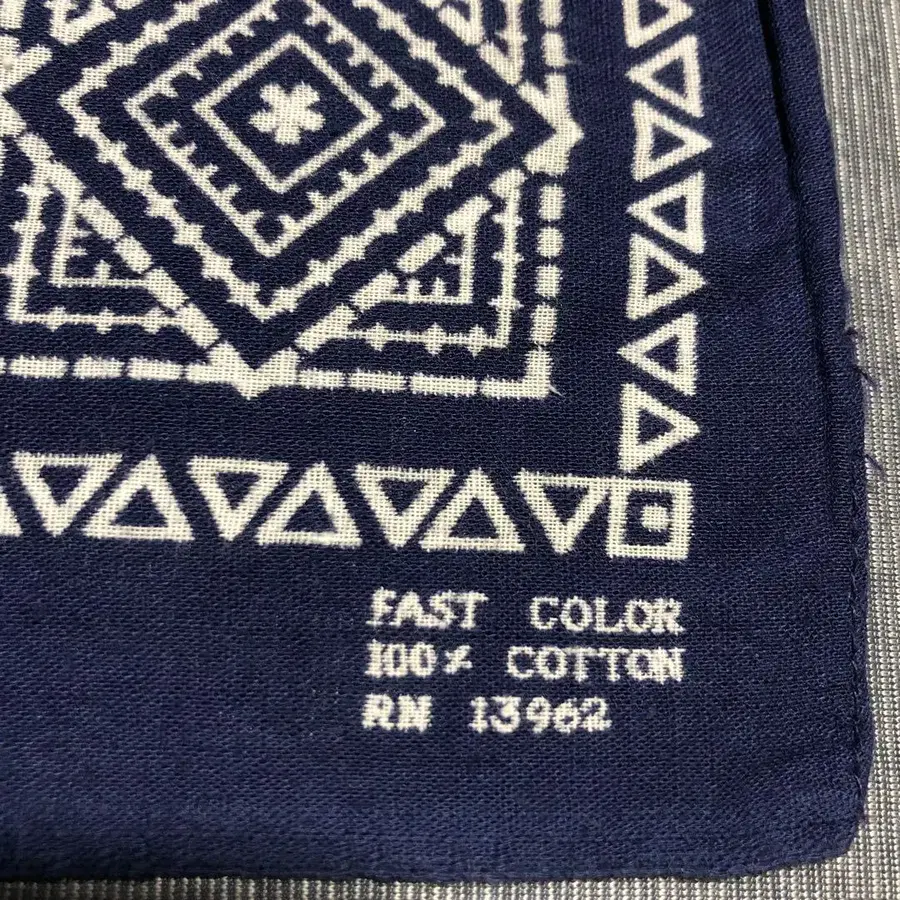 FAST COLOR
100% COTTON
RN 13962